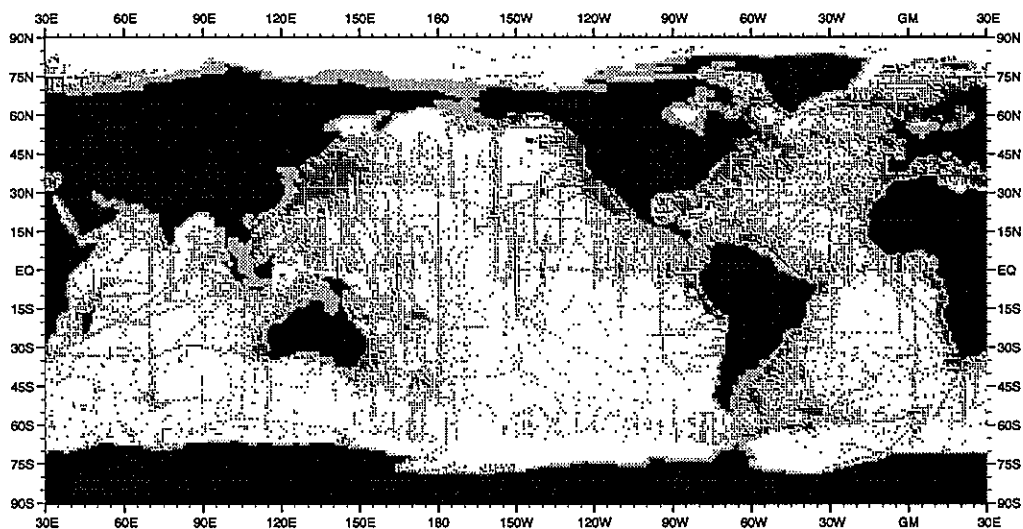 30E 60E 90E 120E 150E 180 150W 120W 90W 60W 30W GM 30E
90N 90N
75N 75N
60N 60N
45N 45N
30N 30N
15N 15N
EQ EQ
15S 15S
30S 30S
45S 45S
60S 60S
75S 75S
90S 90S
30E 60E 90E 120E 150E 180 150W 120W 90W 60W 30W GM 30E